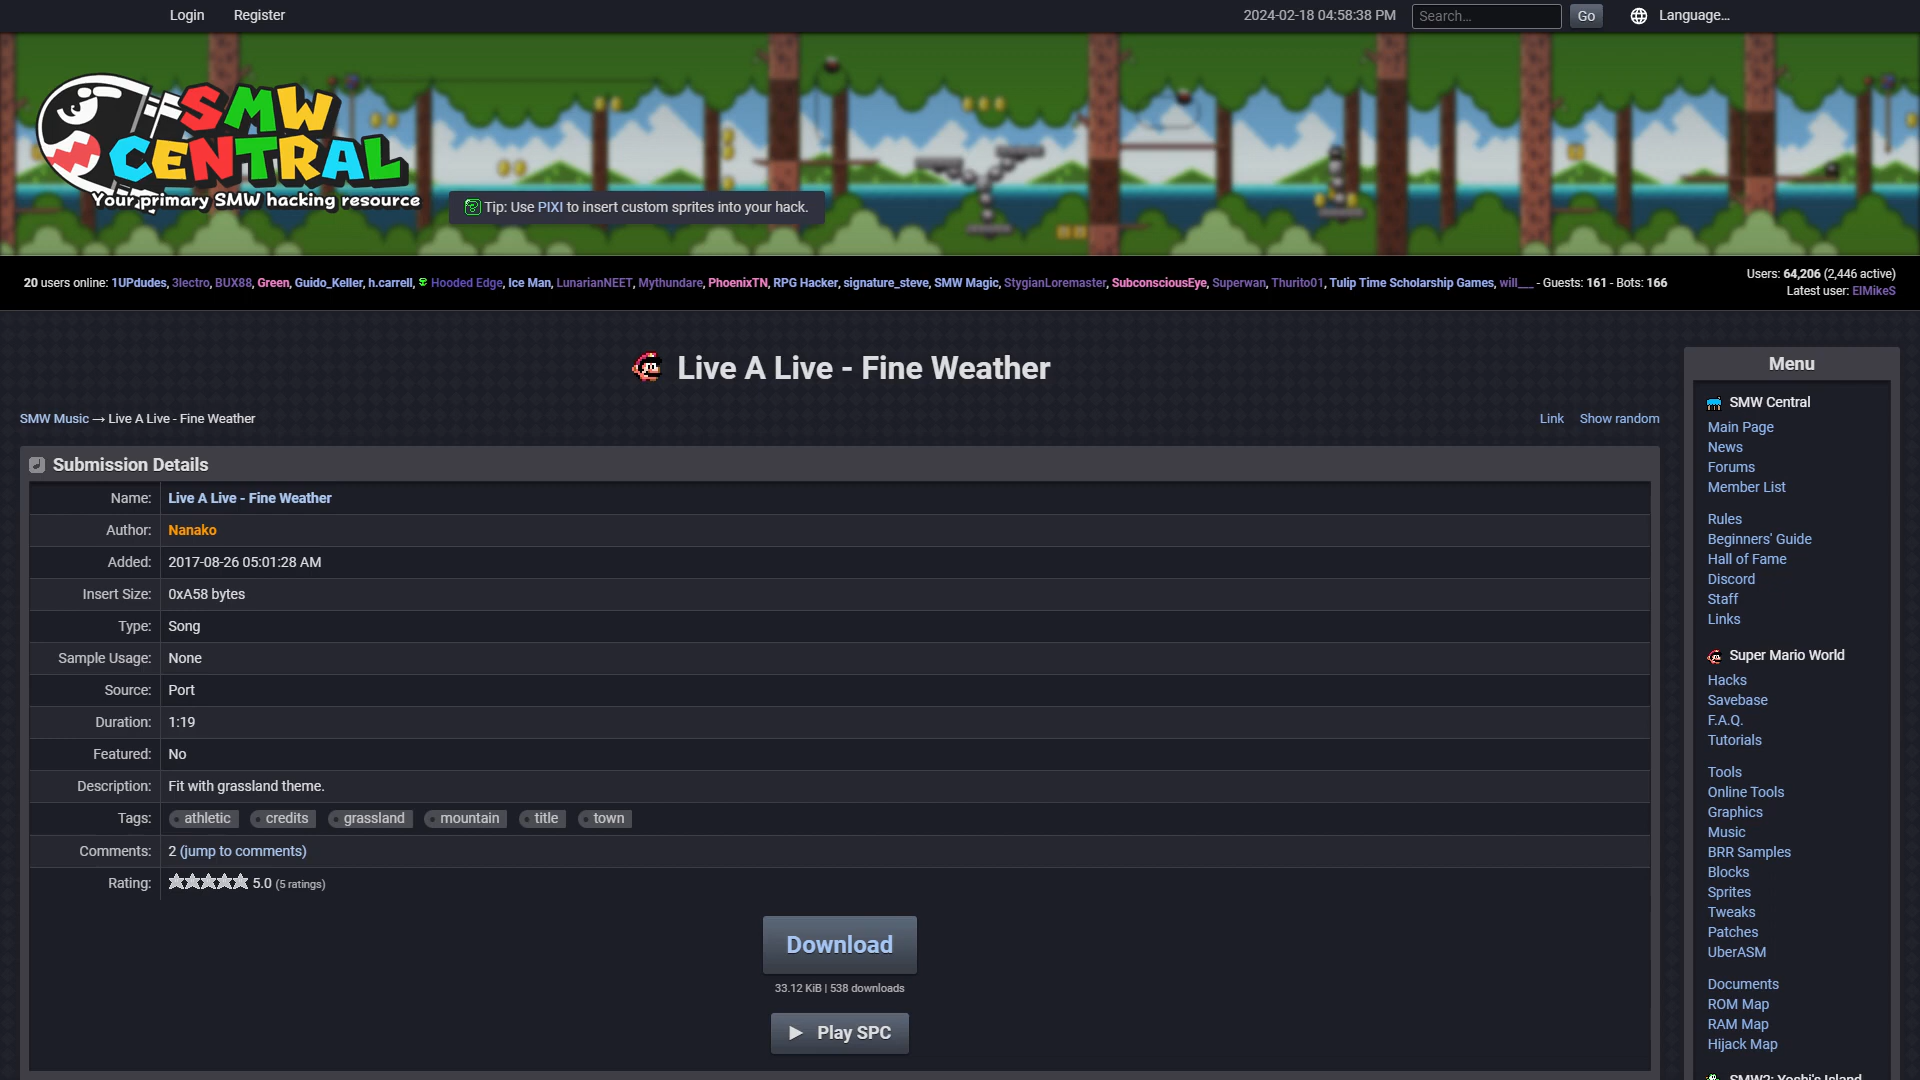 Login Register 2024-02-18 04:58:38 PM Search... Go Language...
SMW
CENTRAL
Your primary SMW hacking resource
Tip: Use PIXI to insert custom sprites into your hack.
20 users online: 1UPdudes, 3lectro, BUX88, Green, Guido_Keller, h.carrell, Hooded Edge, Ice Man, LunarianNEET, Mythundare, PhoenixTN, RPG Hacker, signature_steve, SMW Magic, StygianLoremaster, SubconsciousEye, Superwan, Thurito01, Tulip Time Scholarship Games, will___ - Guests: 161 - Bots: 166
Users: 64,206 (2,446 active)
Latest user: ElMikeS
Live A Live - Fine Weather
SMW Music → Live A Live - Fine Weather
Link Show random
Submission Details
Name: Live A Live - Fine Weather
Author: Nanako
Added: 2017-08-26 05:01:28 AM
Insert Size: 0xA58 bytes
Type: Song
Sample Usage: None
Source: Port
Duration: 1:19
Featured: No
Description: Fit with grassland theme.
Tags: athletic credits grassland mountain title town
Comments: 2 (jump to comments)
Rating: 5.0 (5 ratings)
Download
33.12 KiB | 538 downloads
Play SPC
Menu
SMW Central
Main Page
News
Forums
Member List
Rules
Beginners' Guide
Hall of Fame
Discord
Staff
Links
Super Mario World
Hacks
Savebase
F.A.Q.
Tutorials
Tools
Online Tools
Graphics
Music
BRR Samples
Blocks
Sprites
Tweaks
Patches
UberASM
Documents
ROM Map
RAM Map
Hijack Map
SMW2: Yoshi's Island